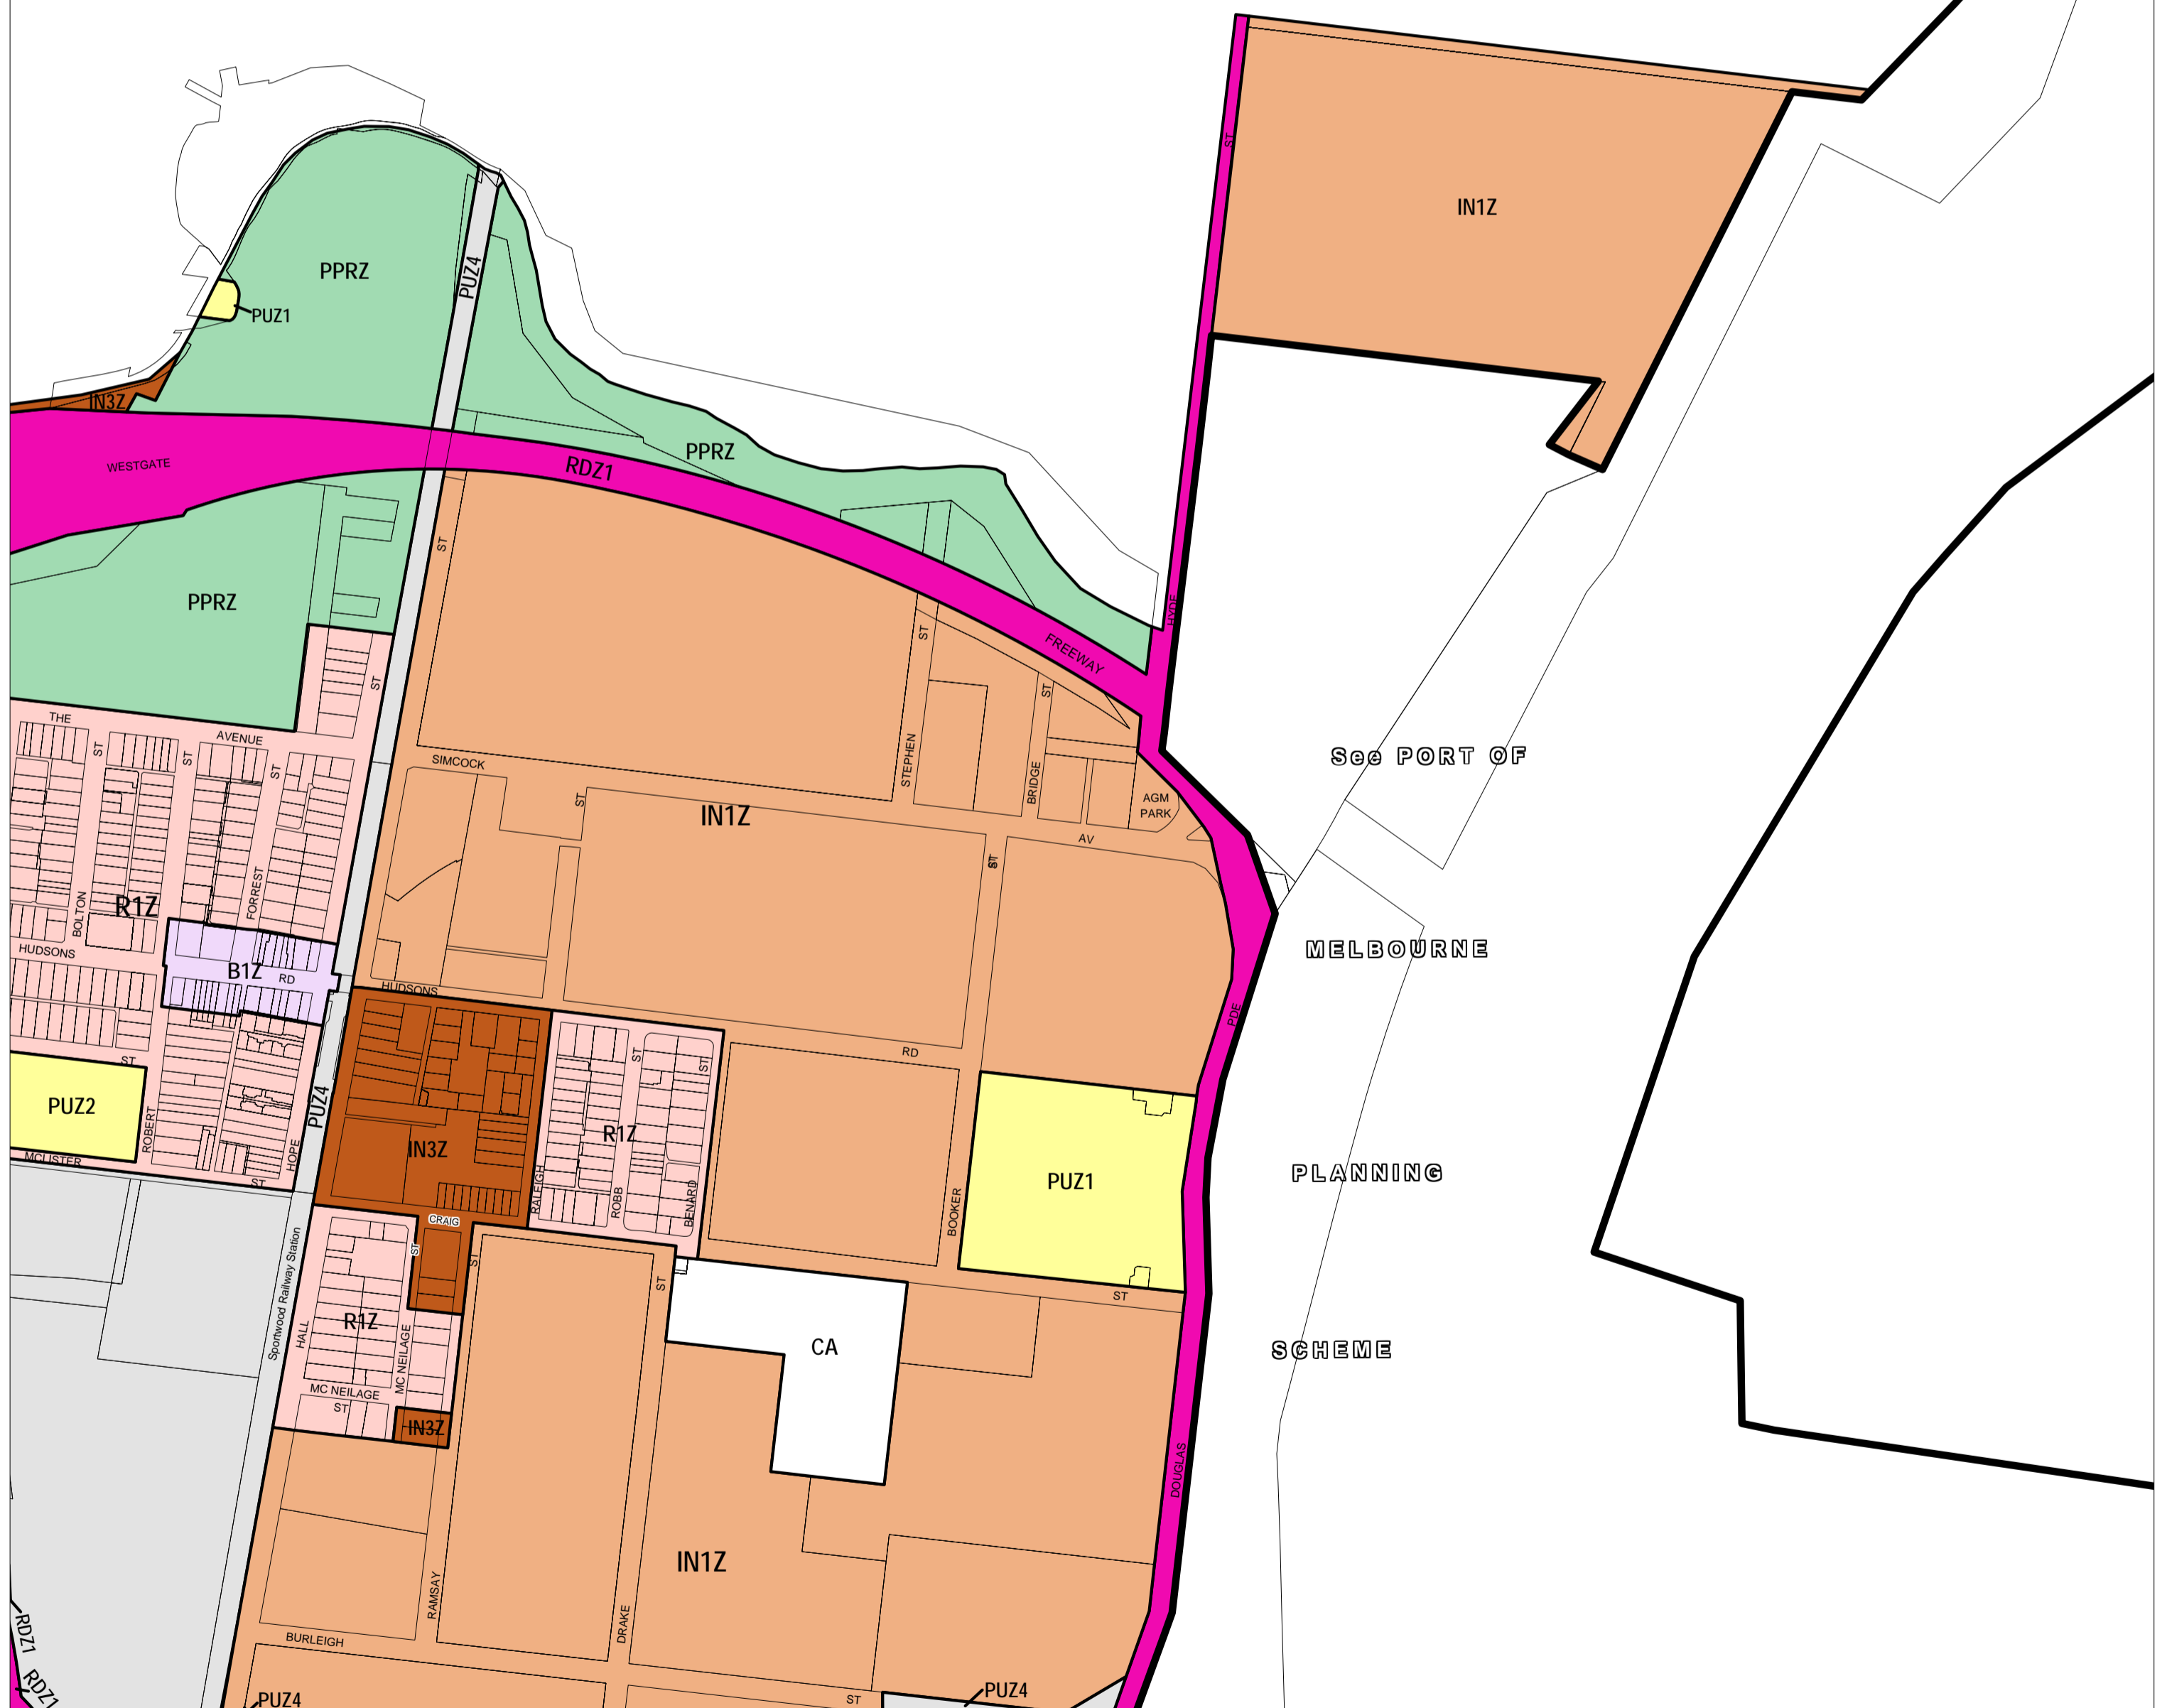 ST
IN1Z
PPRZ
PUZ4
PUZ1
IN3Z
WESTGATE
RDZ1
PPRZ
ST
PPRZ
HYDE
ST
FREEWAY
ST
ST
THE
AVENUE
ST
ST
ST
SIMCOCK
STEPHEN
BRIDGE
ST
AGM
PARK
IN1Z
AV
ST
See PORT OF
R1Z
BOLTON
FORREST
HUDSONS
B1Z
RD
HUDSONS
RD
MELBOURNE
PDE
ST
PUZ2
ROBERT
MCLISTER
ST
HOPE
PUZ4
IN3Z
RALEIGH
ST
R1Z
ROBB
ST
BENARD
BOOKER
PUZ1
PLANNING
CRAIG
ST
ST
ST
ST
Sportwood Railway Station
HALL
R1Z
MC NEILAGE
MC NEILAGE
ST
IN3Z
CA
SCHEME
DOUGLAS
IN1Z
RAMSAY
DRAKE
BURLEIGH
ST
RDZ1
RDZ1
PUZ4
PUZ4